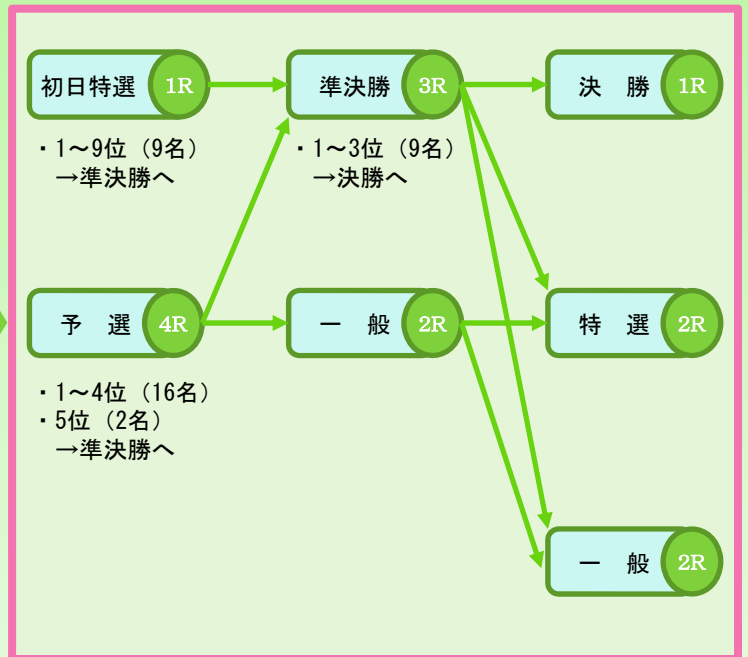 初日特選 1R
準決勝 3R
決　勝 1R
・1～9位（9名）
→準決勝へ
・1～3位（9名）
→決勝へ
予　選 4R
一　般 2R
特　選 2R
・1～4位（16名）
・5位（2名）
→準決勝へ
一　般 2R